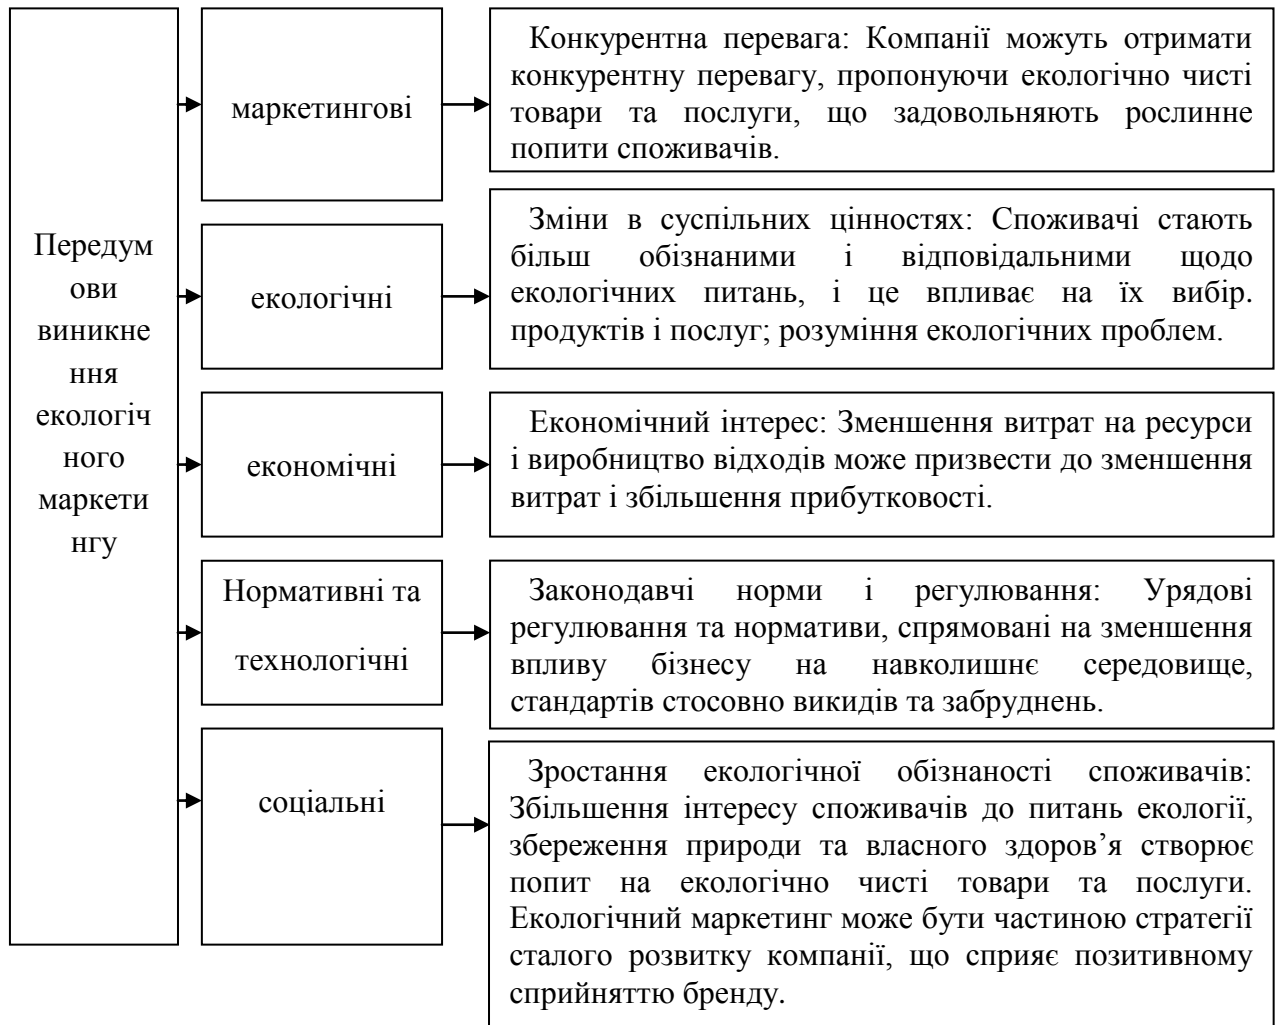 Передум
ови
виникне
ння
екологіч
ного
маркети
нгу
маркетингові
Конкурентна перевага: Компанії можуть отримати
конкурентну перевагу, пропонуючи екологічно чисті
товари та послуги, що задовольняють рослинне
попити споживачів.
екологічні
Зміни в суспільних цінностях: Споживачі стають
більш обізнаними і відповідальними щодо
екологічних питань, і це впливає на їх вибір.
продуктів і послуг; розуміння екологічних проблем.
економічні
Економічний інтерес: Зменшення витрат на ресурси
і виробництво відходів може призвести до зменшення
витрат і збільшення прибутковості.
Нормативні та
технологічні
Законодавчі норми і регулювання: Урядові
регулювання та нормативи, спрямовані на зменшення
впливу бізнесу на навколишнє середовище,
стандартів стосовно викидів та забруднень.
соціальні
Зростання екологічної обізнаності споживачів:
Збільшення інтересу споживачів до питань екології,
збереження природи та власного здоров’я створює
попит на екологічно чисті товари та послуги.
Екологічний маркетинг може бути частиною стратегії
сталого розвитку компанії, що сприяє позитивному
сприйняттю бренду.